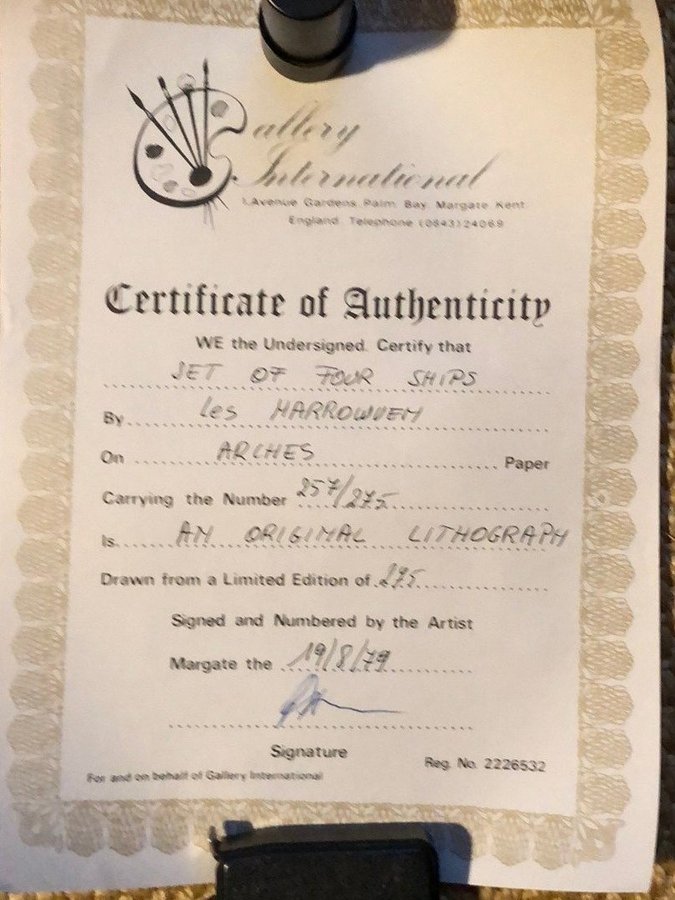 Gallery
International
1, Avenue Gardens, Palm Bay, Margate Kent
England. Telephone (0843) 24069
Certificate of Authenticity
WE the Undersigned. Certify that
SET OF FOUR SHIPS
By Les
On ARCHES Paper
Carrying the Number 257/275
Is AN ORIGINAL LITHOGRAPH
Drawn from a Limited Edition of 275
Signed and Numbered by the Artist
Margate the 19/8/79
Signature
For and on behalf of Gallery International
Reg. No. 2226532